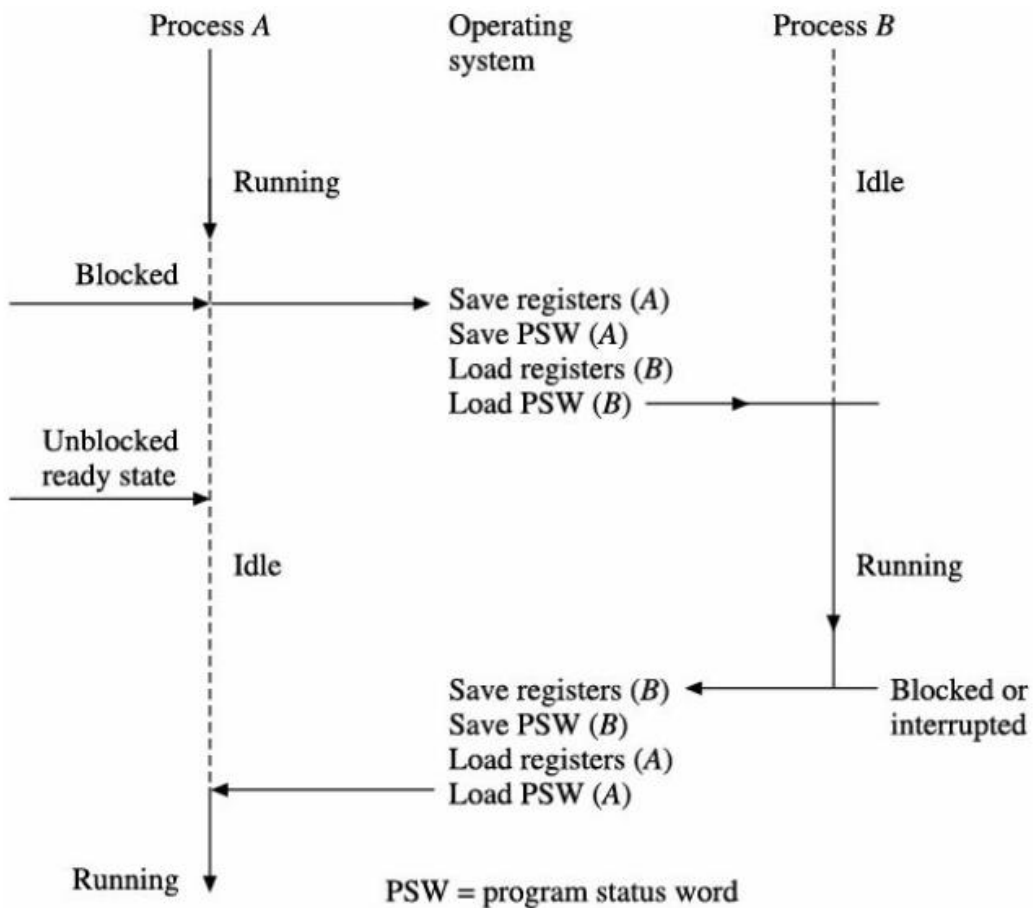 Process A
Operating
system
Process B
Running
Idle
Blocked
Save registers (A)
Save PSW (A)
Load registers (B)
Load PSW (B)
Unblocked
ready state
Idle
Running
Save registers (B)
Save PSW (B)
Load registers (A)
Load PSW (A)
Blocked or
interrupted
Running
PSW = program status word